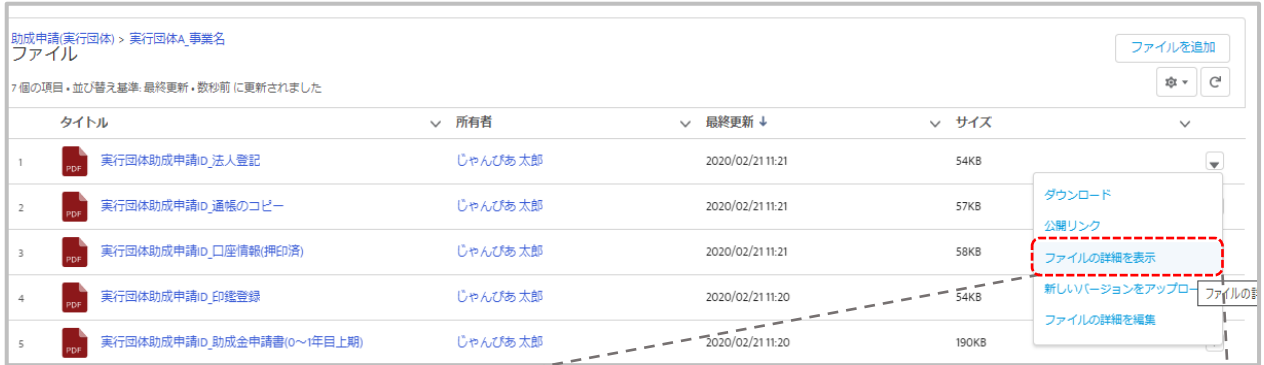 助成申請(実行団体) > 実行団体A_事業名
ファイル
ファイルを追加
7 個の項目 • 並び替え基準: 最終更新 • 数秒前 に更新されました
タイトル 所有者 最終更新 ↓ サイズ
1 PDF 実行団体助成申請ID_法人登記 じゃんぴあ 太郎 2020/02/21 11:21 54KB
2 PDF 実行団体助成申請ID_通帳のコピー じゃんぴあ 太郎 2020/02/21 11:21 57KB
3 PDF 実行団体助成申請ID_口座情報(押印済) じゃんぴあ 太郎 2020/02/21 11:21 58KB
4 PDF 実行団体助成申請ID_印鑑登録 じゃんぴあ 太郎 2020/02/21 11:20 54KB
5 PDF 実行団体助成申請ID_助成金申請書(0～1年目上期) じゃんぴあ 太郎 2020/02/21 11:20 190KB
ダウンロード
公開リンク
ファイルの詳細を表示
新しいバージョンをアップロー
ファイルの詳細を編集
ファイルの詳